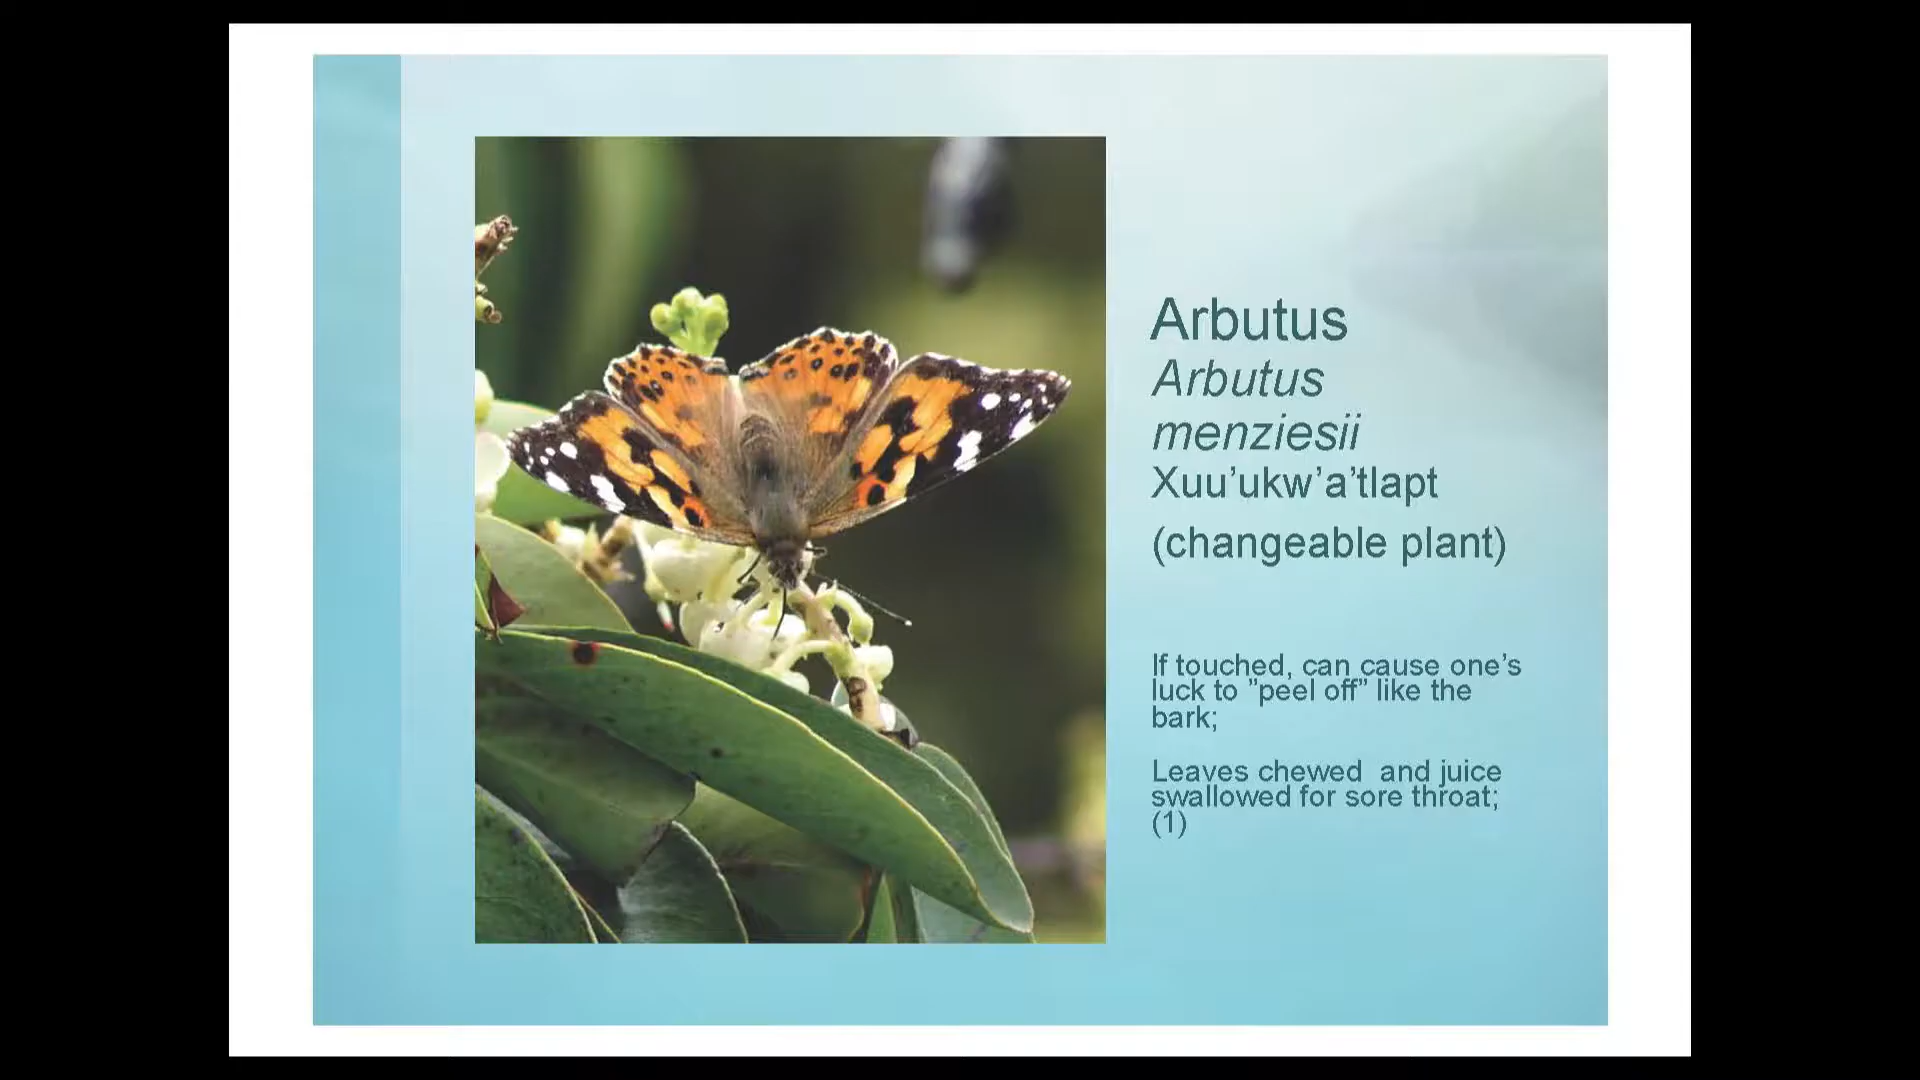 Arbutus
Arbutus
menziesii
Xuu’ukw’a’tlapt
(changeable plant)
If touched, can cause one’s
luck to ”peel off” like the
bark;
Leaves chewed  and juice
swallowed for sore throat;
(1)